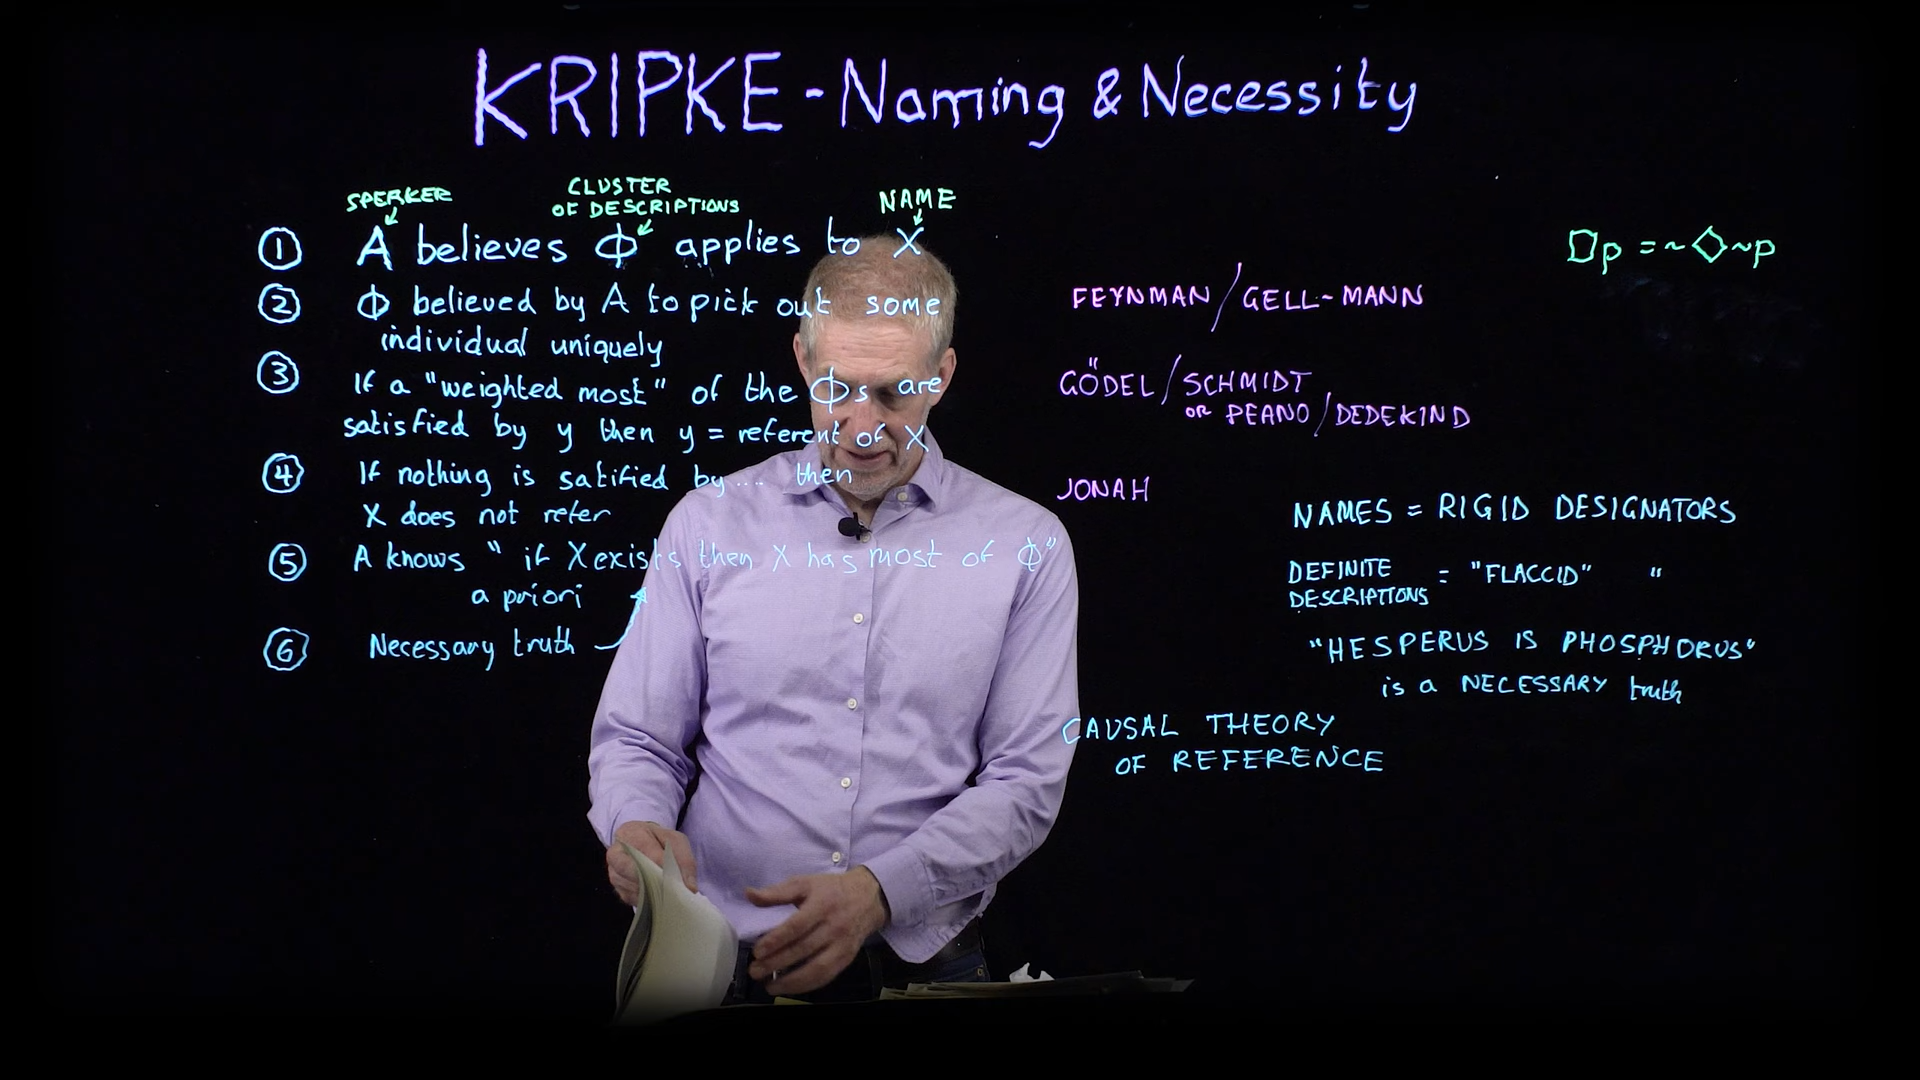 KRIPKE - Naming & Necessity
SPEAKER
CLUSTER
OF DESCRIPTIONS
NAME
① A believes Φ applies to X
② Φ believed by A to pick out some
individual uniquely
③ If a "weighted most" of the Φs are
satisfied by y then y = referent of X
④ If nothing is satified by .... then
X does not refer
⑤ A knows "if X exists then X has most of Φ"
a priori
⑥ Necessary truth
FEYNMAN / GELL-MANN
GÖDEL / SCHMIDT
OR PEANO / DEDEKIND
JONAH
□p = ~◇~p
NAMES = RIGID DESIGNATORS
DEFINITE
DESCRIPTIONS = "FLACCID" "
"HESPERUS IS PHOSPHORUS"
is a NECESSARY truth
CAUSAL THEORY
OF REFERENCE